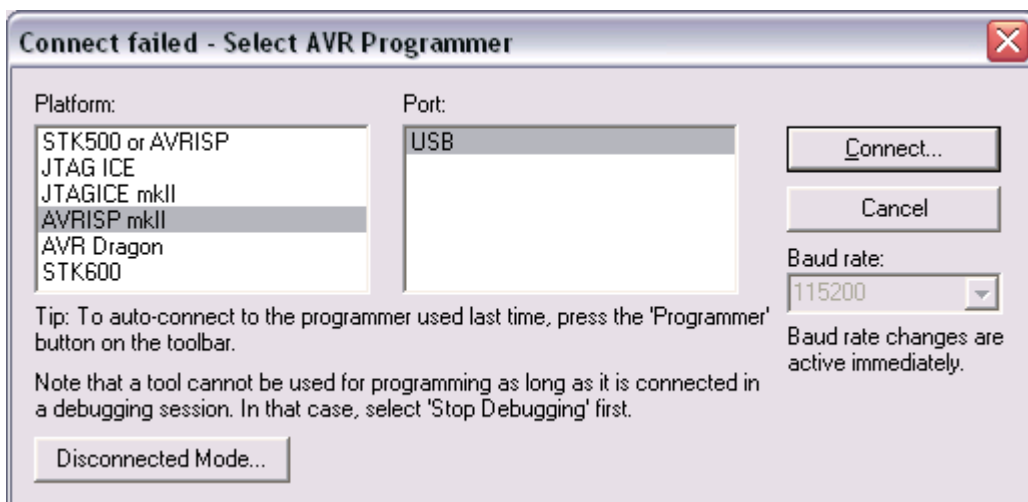 Connect failed - Select AVR Programmer
Platform:
STK500 or AVRISP
JTAG ICE
JTAGICE mkII
AVRISP mkII
AVR Dragon
STK600
Port:
USB
Connect...
Cancel
Baud rate:
115200
Baud rate changes are
active immediately.
Tip: To auto-connect to the programmer used last time, press the 'Programmer'
button on the toolbar.
Note that a tool cannot be used for programming as long as it is connected in
a debugging session. In that case, select 'Stop Debugging' first.
Disconnected Mode...